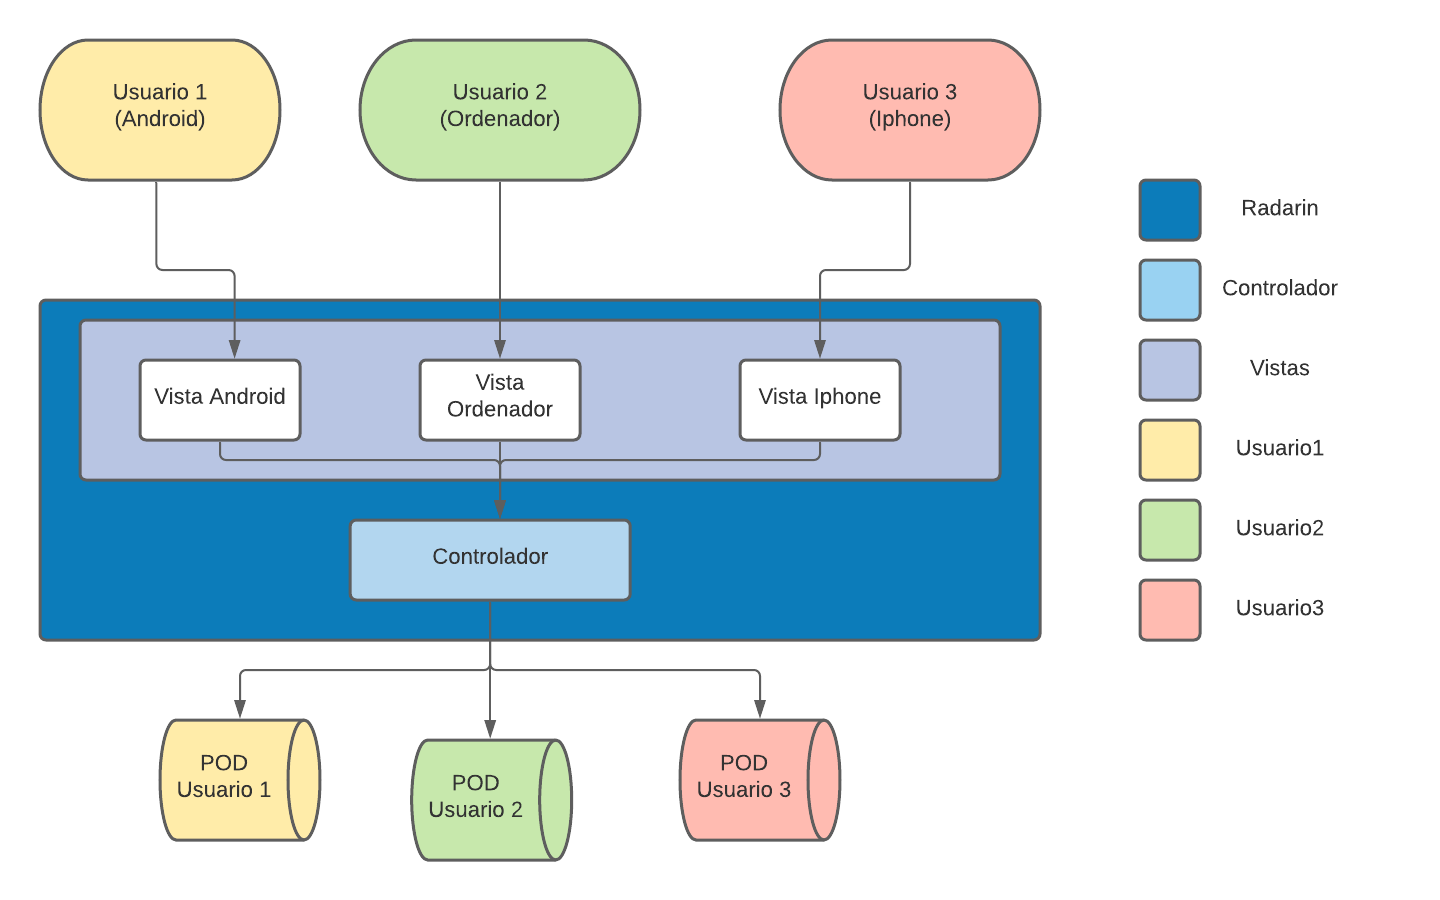 Usuario 1
(Android)
Usuario 2
(Ordenador)
Usuario 3
(Iphone)
Radarin
Controlador
Vistas
Usuario1
Usuario2
Usuario3
Vista Android
Vista
Ordenador
Vista Iphone
Controlador
POD
Usuario 1
POD
Usuario 2
POD
Usuario 3